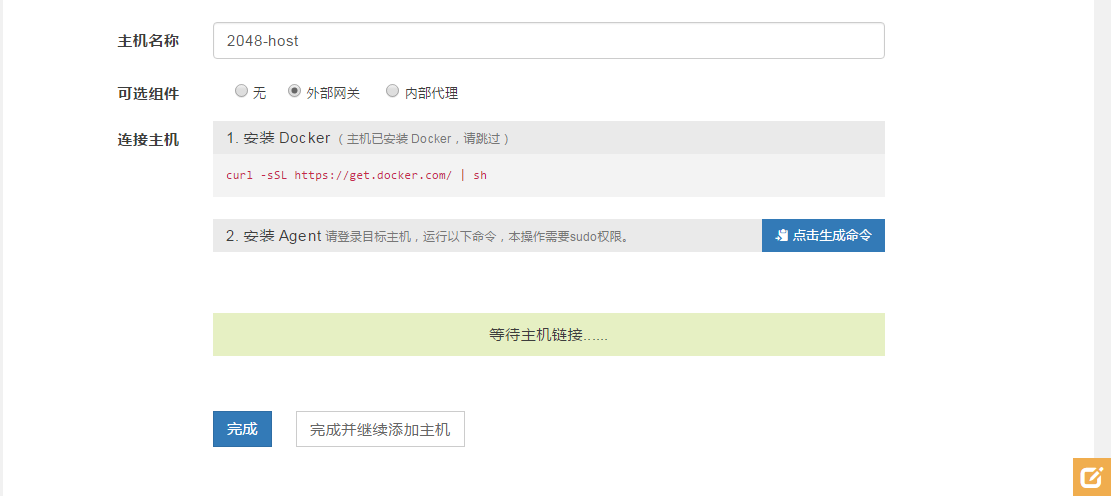 主机名称 2048-host
可选组件 无 外部网关 内部代理
连接主机 1. 安装 Docker（主机已安装 Docker，请跳过）
curl -sSL https://get.docker.com/ | sh
2. 安装 Agent 请登录目标主机，运行以下命令，本操作需要sudo权限。 点击生成命令
等待主机链接......
完成 完成并继续添加主机